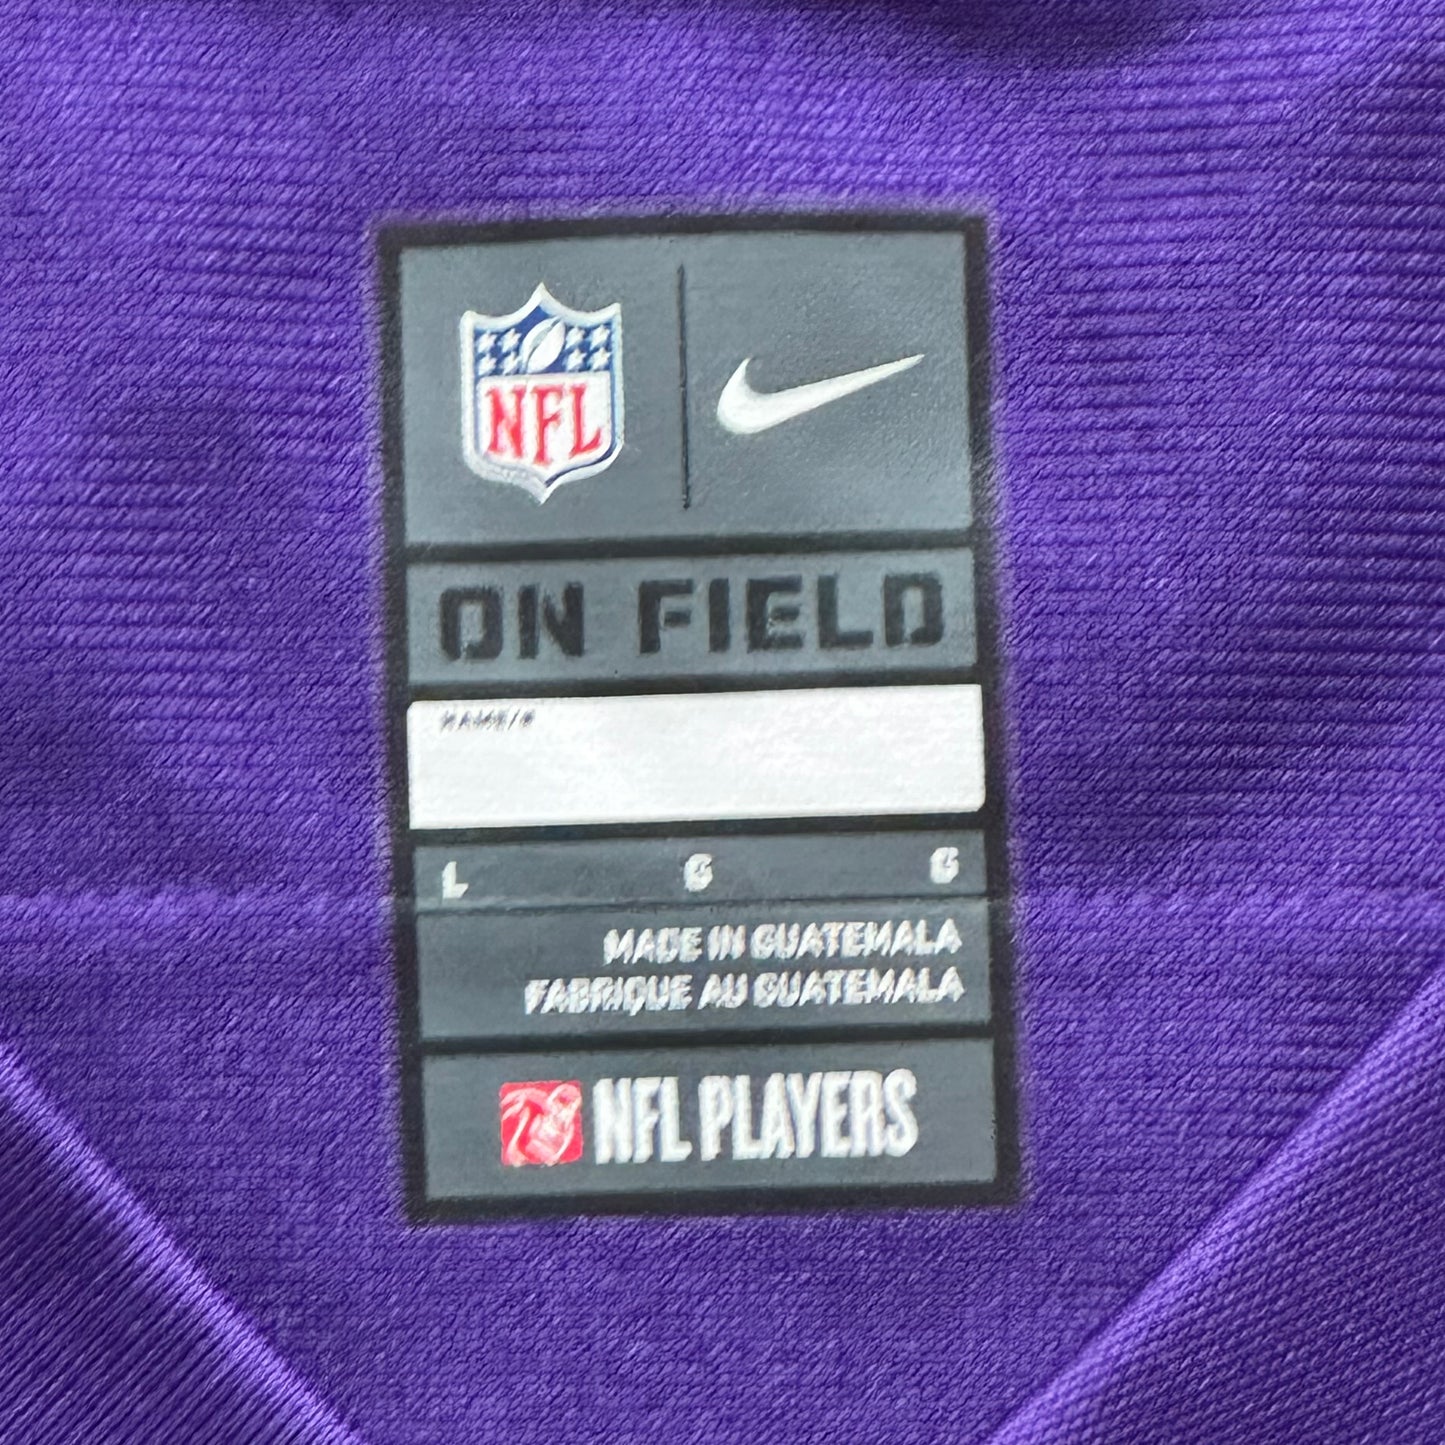 NFL
ON FIELD
NAME/#
L G G
MADE IN GUATEMALA
FABRIQUE AU GUATEMALA
NFL PLAYERS